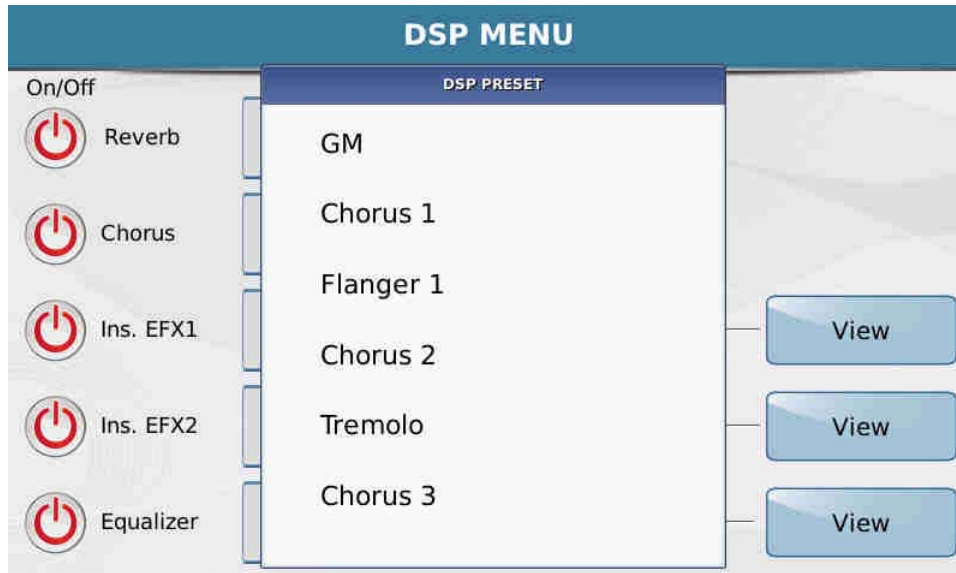 DSP MENU
On/Off
DSP PRESET
Reverb
GM
Chorus 1
Chorus
Flanger 1
Ins. EFX1
View
Chorus 2
Ins. EFX2
Tremolo
View
Chorus 3
Equalizer
View